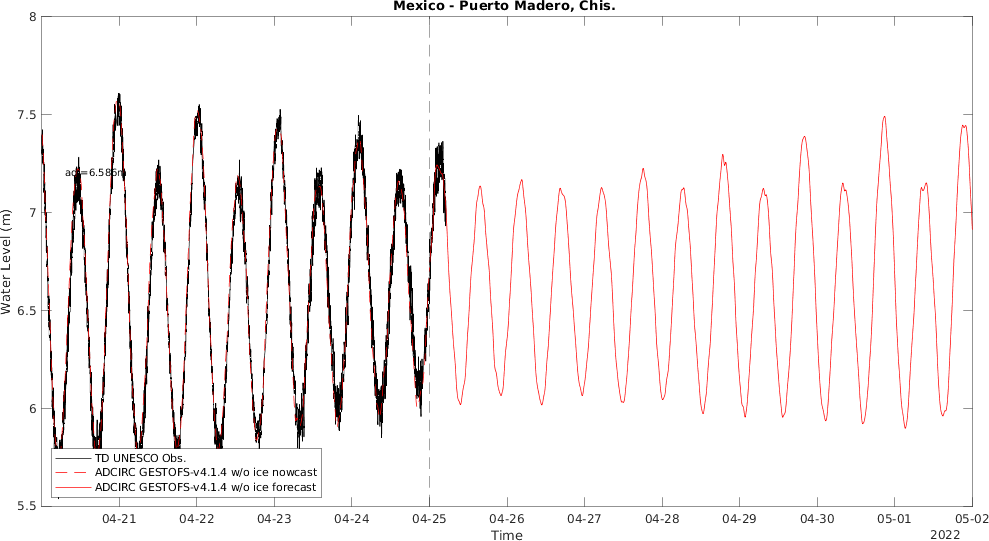 Mexico - Puerto Madero, Chis.
Water Level (m)
8
7.5
7
6.5
6
5.5
adj=6.586m
TD UNESCO Obs.
ADCIRC GESTOFS-v4.1.4 w/o ice nowcast
ADCIRC GESTOFS-v4.1.4 w/o ice forecast
04-21 04-22 04-23 04-24 04-25 04-26 04-27 04-28 04-29 04-30 05-01 05-02
Time
2022